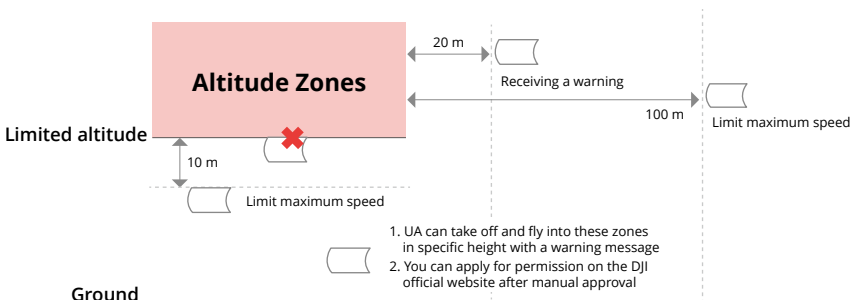 20 m
Receiving a warning
Altitude Zones
100 m
Limit maximum speed
Limited altitude
10 m
Limit maximum speed
1. UA can take off and fly into these zones
in specific height with a warning message
2. You can apply for permission on the DJI
official website after manual approval
Ground